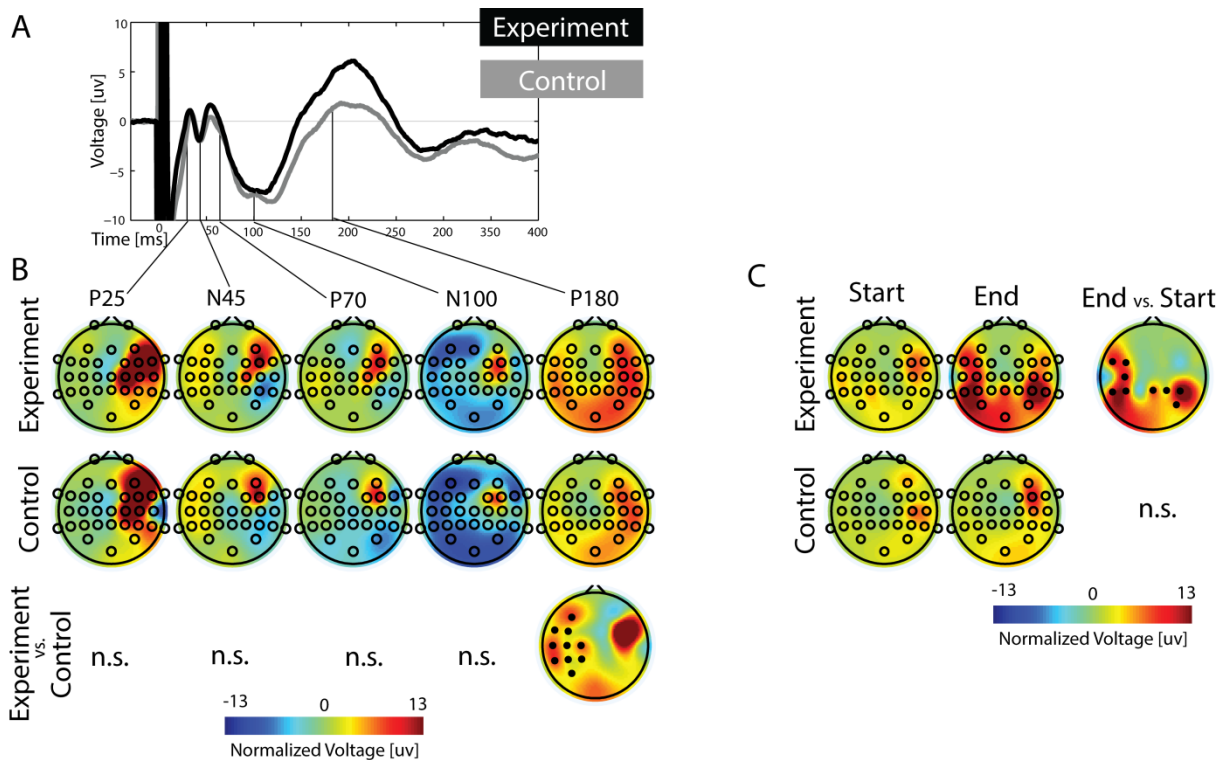 A
Experiment
Control
Voltage [uv]
10
5
0
−5
−10
Time [ms]
0 50 100 150 200 250 350 400
B
P25 N45 P70 N100 P180
Experiment
Control
Experiment
vs.
Control
n.s. n.s. n.s. n.s.
-13 0 13
Normalized Voltage [uv]
C
Start End End vs. Start
Experiment
Control
n.s.
-13 0 13
Normalized Voltage [uv]